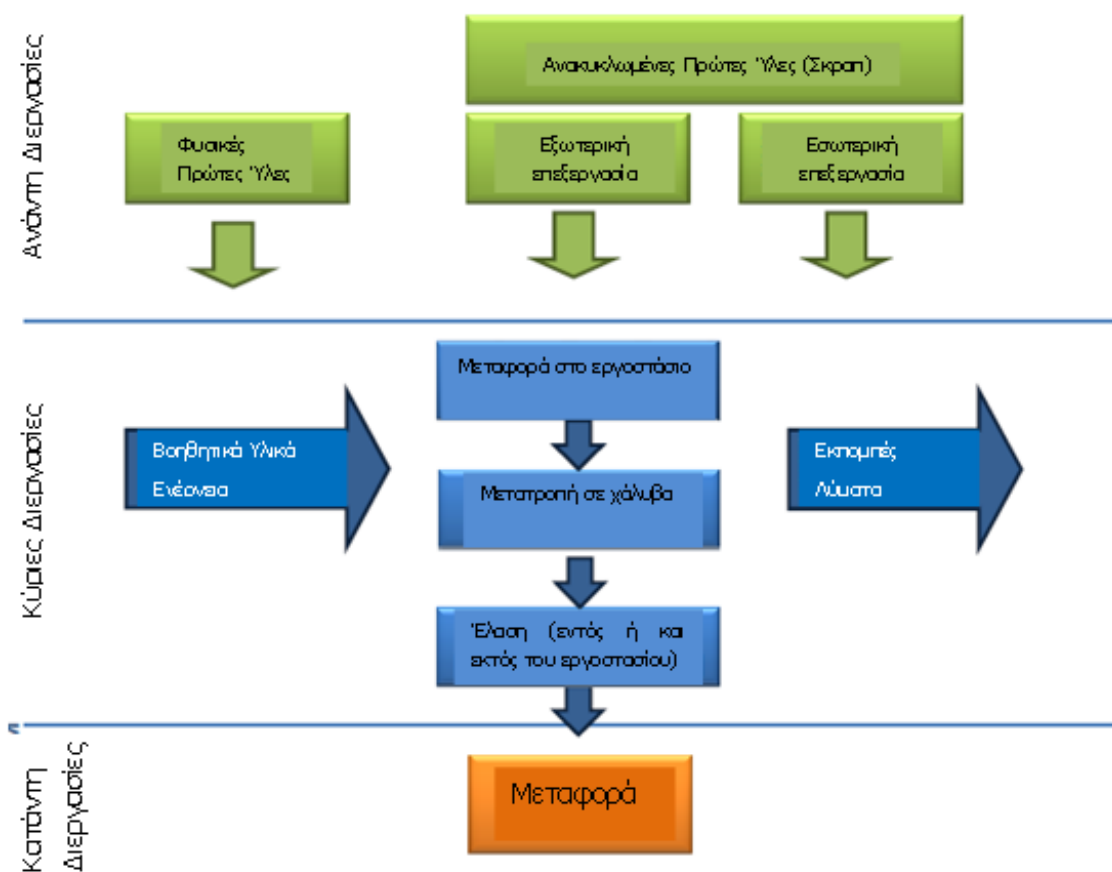 Ανάντη Διεργασίες
Ανακυκλωμένες Πρώτες Ύλες (Σκραπ)
Φυσικές
Πρώτες Ύλες
Εξωτερική
επεξεργασία
Εσωτερική
επεξεργασία
Κύριες Διεργασίες
Μεταφορά στο εργοστάσιο
Βοηθητικά Υλικά
Ενέργεια
Μετατροπή σε χάλυβα
Εκπομπές
Λύματα
Έλαση (εντός ή και
εκτός του εργοστασίου)
Κατάντη
Διεργασίες
Μεταφορά